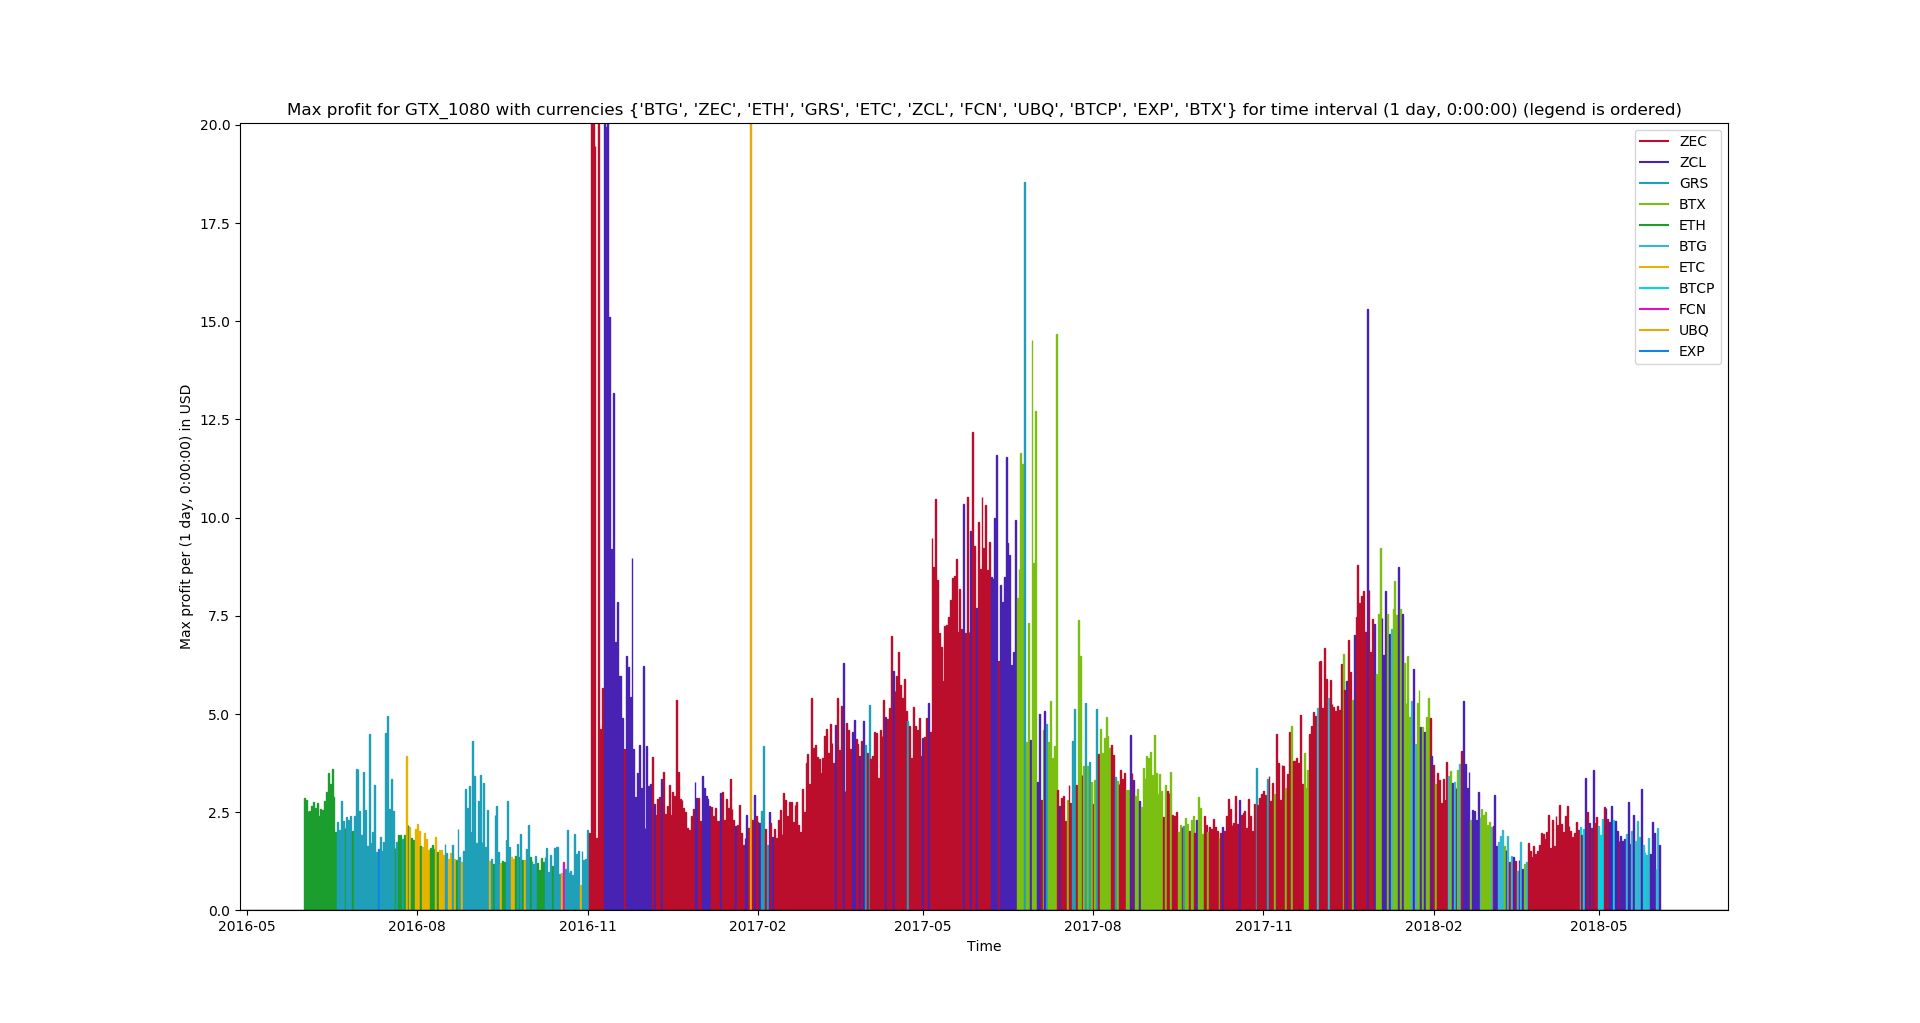 Max profit for GTX_1080 with currencies {'BTG', 'ZEC', 'ETH', 'GRS', 'ETC', 'ZCL', 'FCN', 'UBQ', 'BTCP', 'EXP', 'BTX'} for time interval (1 day, 0:00:00) (legend is ordered)
20.0
17.5
15.0
12.5
10.0
7.5
5.0
2.5
0.0
Max profit per (1 day, 0:00:00) in USD
ZEC
ZCL
GRS
BTX
ETH
BTG
ETC
BTCP
FCN
UBQ
EXP
2016-05 2016-08 2016-11 2017-02 2017-05 2017-08 2017-11 2018-02 2018-05
Time